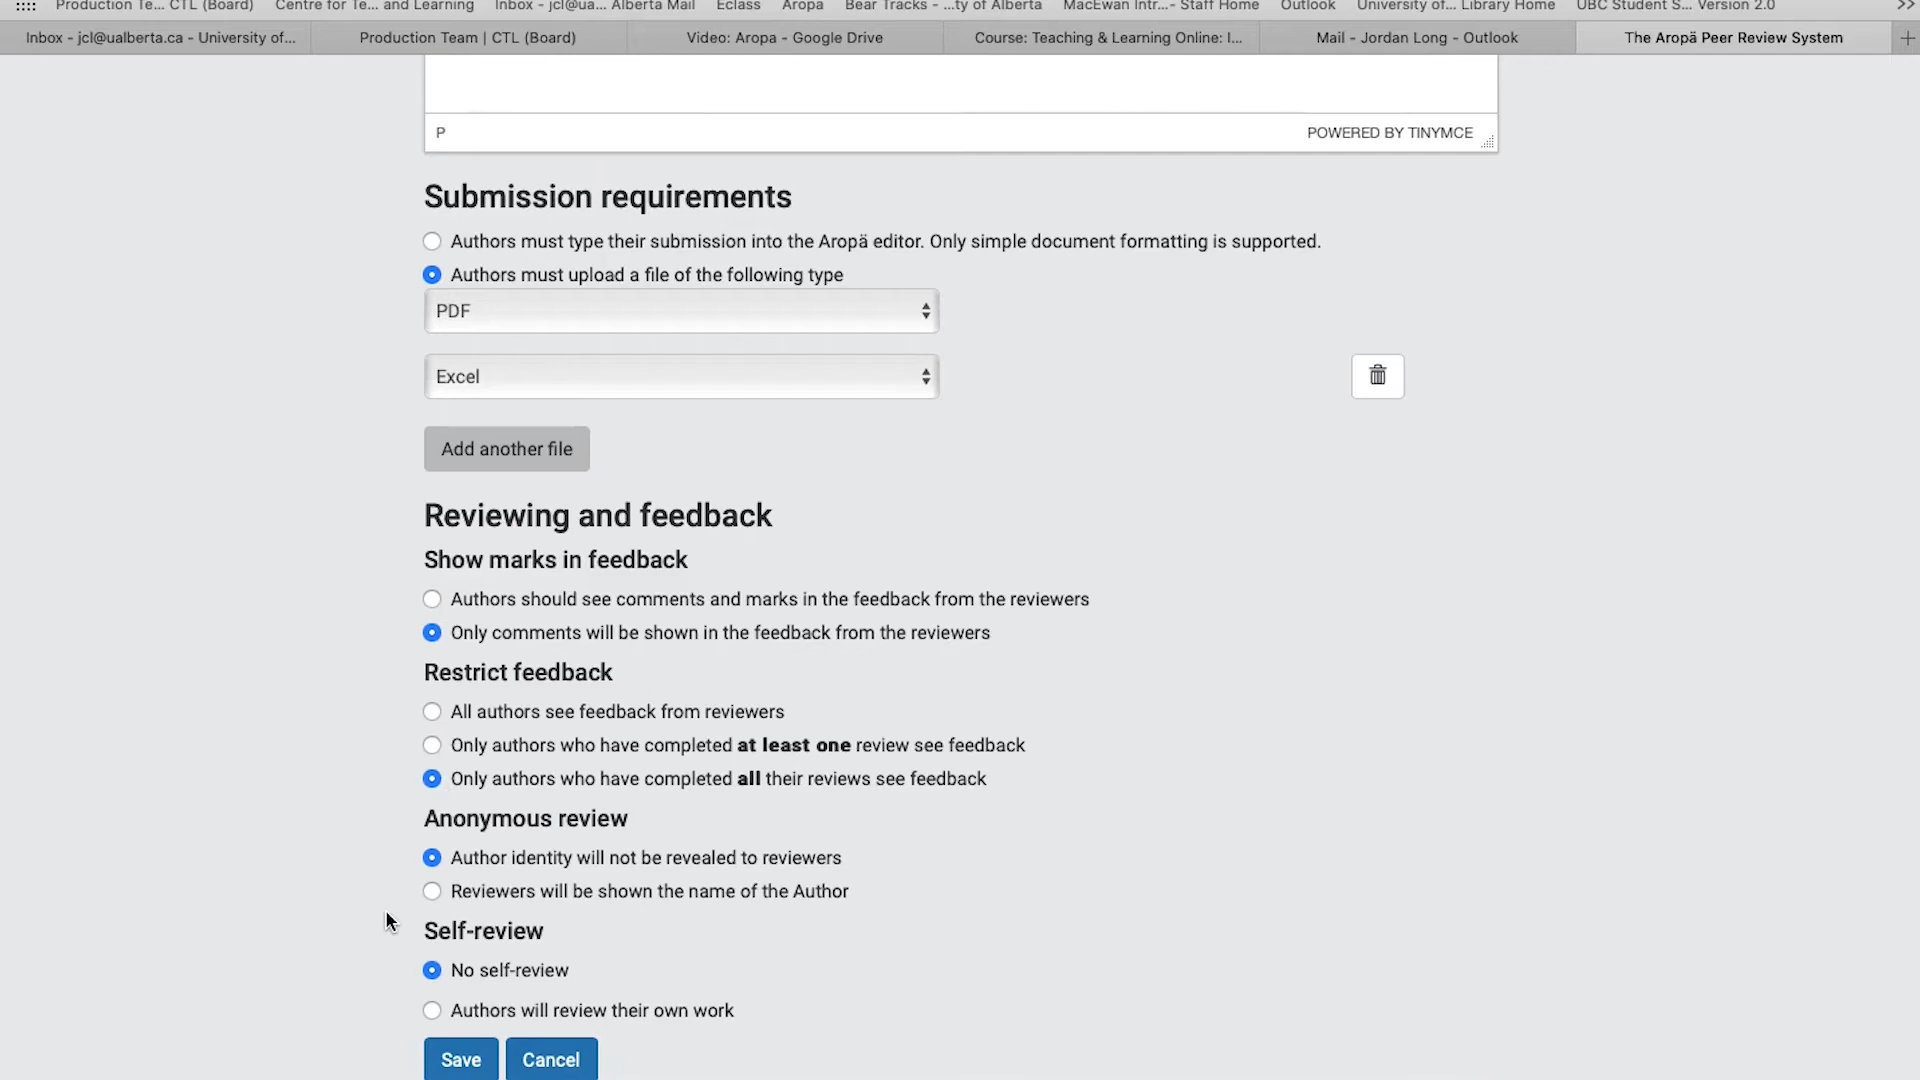 Production Te... CTL (Board) Centre for Te... and Learning Inbox - jcl@ua... Alberta Mail Eclass Aropa Bear Tracks - ...ty of Alberta MacEwan Intr...- Staff Home Outlook University of... Library Home UBC Student S... Version 2.0 >>
Inbox - jcl@ualberta.ca - University of... Production Team | CTL (Board) Video: Aropa - Google Drive Course: Teaching & Learning Online: I... Mail - Jordan Long - Outlook The Aropä Peer Review System +
P POWERED BY TINYMCE
Submission requirements
Authors must type their submission into the Aropä editor. Only simple document formatting is supported.
Authors must upload a file of the following type
PDF
Excel
Add another file
Reviewing and feedback
Show marks in feedback
Authors should see comments and marks in the feedback from the reviewers
Only comments will be shown in the feedback from the reviewers
Restrict feedback
All authors see feedback from reviewers
Only authors who have completed at least one review see feedback
Only authors who have completed all their reviews see feedback
Anonymous review
Author identity will not be revealed to reviewers
Reviewers will be shown the name of the Author
Self-review
No self-review
Authors will review their own work
Save Cancel